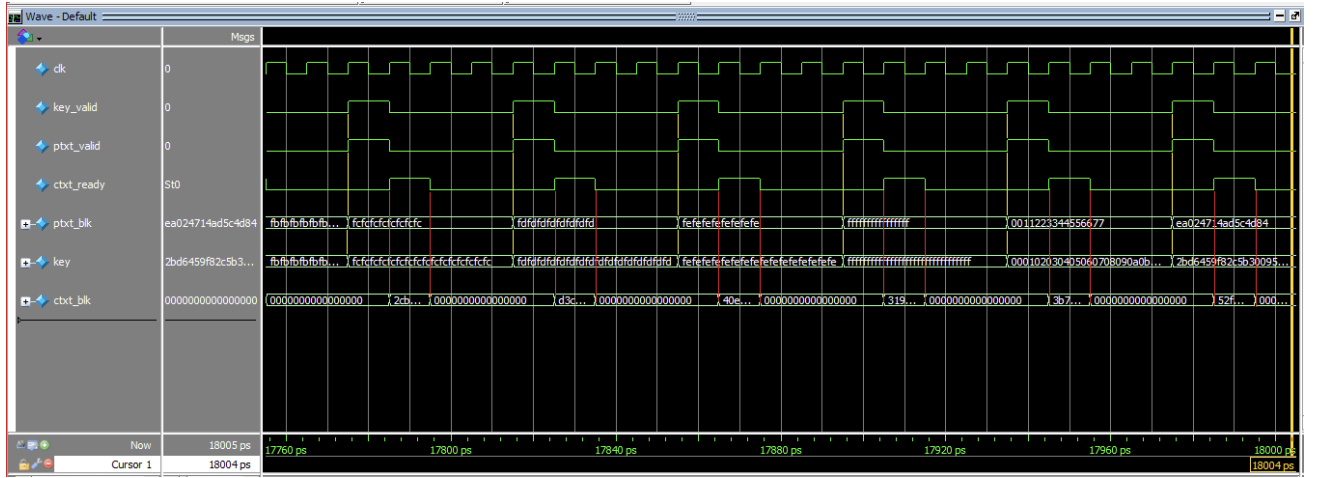 Wave - Default
Msgs
clk 0
key_valid 0
ptxt_valid 0
ctxt_ready St0
ptxt_blk ea024714ad5c4d84 fbfbfbfbfb... fcfcfcfcfcfcfcfc fdfdfdfdfdfdfdfd fefefefefefefefe ffffffffffffffff 0011223344556677 ea024714ad5c4d84
key 2bd6459f82c5b3... fbfbfbfbfb... fcfcfcfcfcfcfcfcfcfcfcfcfcfcfcfc fdfdfdfdfdfdfdfdfdfdfdfdfdfdfdfd fefefefefefefefefefefefefefefefe ffffffffffffffffffffffffffffffff 000102030405060708090a0b... 2bd6459f82c5b30095...
ctxt_blk 0000000000000000 0000000000000000 2cb... 0000000000000000 d3c... 0000000000000000 40e... 0000000000000000 319... 0000000000000000 3b7... 0000000000000000 52f... 000...
Now 18005 ps 17760 ps 17800 ps 17840 ps 17880 ps 17920 ps 17960 ps 18000 ps
Cursor 1 18004 ps 18004 ps